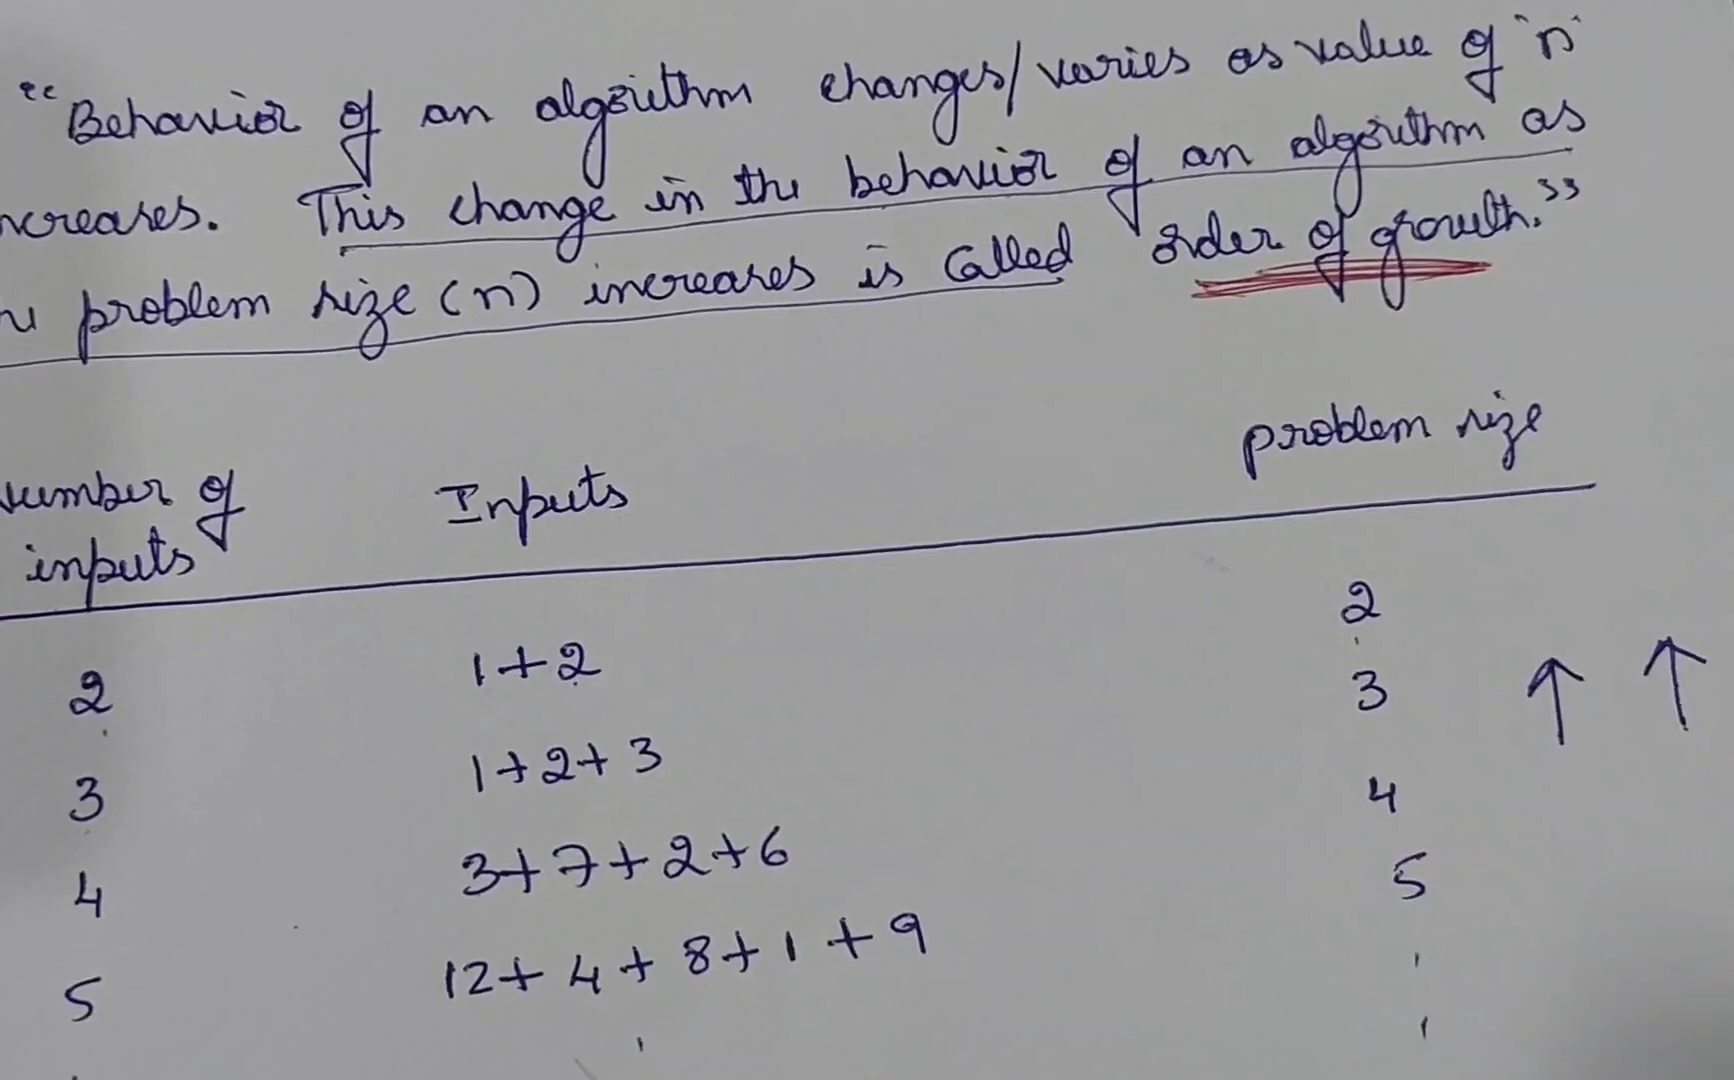 “Behavior of an algorithm changes/varies as value of "n"
ncreases. This change in the behavior of an algorithm as
problem size (n) increases is called order of growth.”
problem size
number of Inputs
inputs
2 1+2 2
3 1+2+3 3
4 3+7+2+6 4
5 12+4+8+1+9 5